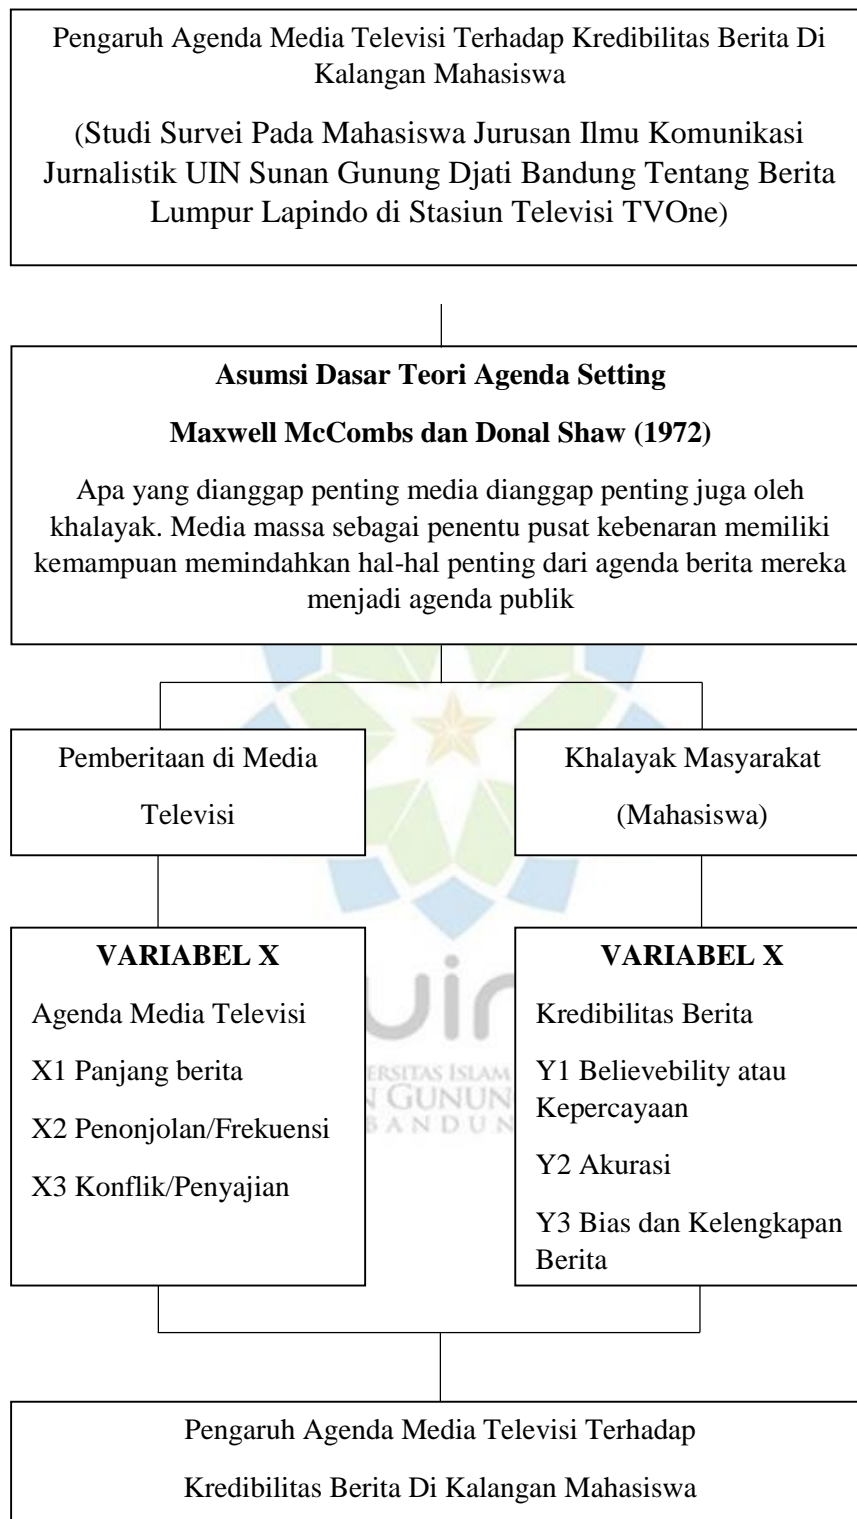 Pengaruh Agenda Media Televisi Terhadap Kredibilitas Berita Di
Kalangan Mahasiswa
(Studi Survei Pada Mahasiswa Jurusan Ilmu Komunikasi
Jurnalistik UIN Sunan Gunung Djati Bandung Tentang Berita
Lumpur Lapindo di Stasiun Televisi TVOne)
Asumsi Dasar Teori Agenda Setting
Maxwell McCombs dan Donal Shaw (1972)
Apa yang dianggap penting media dianggap penting juga oleh
khalayak. Media massa sebagai penentu pusat kebenaran memiliki
kemampuan memindahkan hal-hal penting dari agenda berita mereka
menjadi agenda publik
Pemberitaan di Media
Televisi
Khalayak Masyarakat
(Mahasiswa)
VARIABEL X
Agenda Media Televisi
X1 Panjang berita
X2 Penonjolan/Frekuensi
X3 Konflik/Penyajian
VARIABEL X
Kredibilitas Berita
Y1 Believebility atau
Kepercayaan
Y2 Akurasi
Y3 Bias dan Kelengkapan
Berita
uin
ISLAM
Pengaruh Agenda Media Televisi Terhadap
Kredibilitas Berita Di Kalangan Mahasiswa